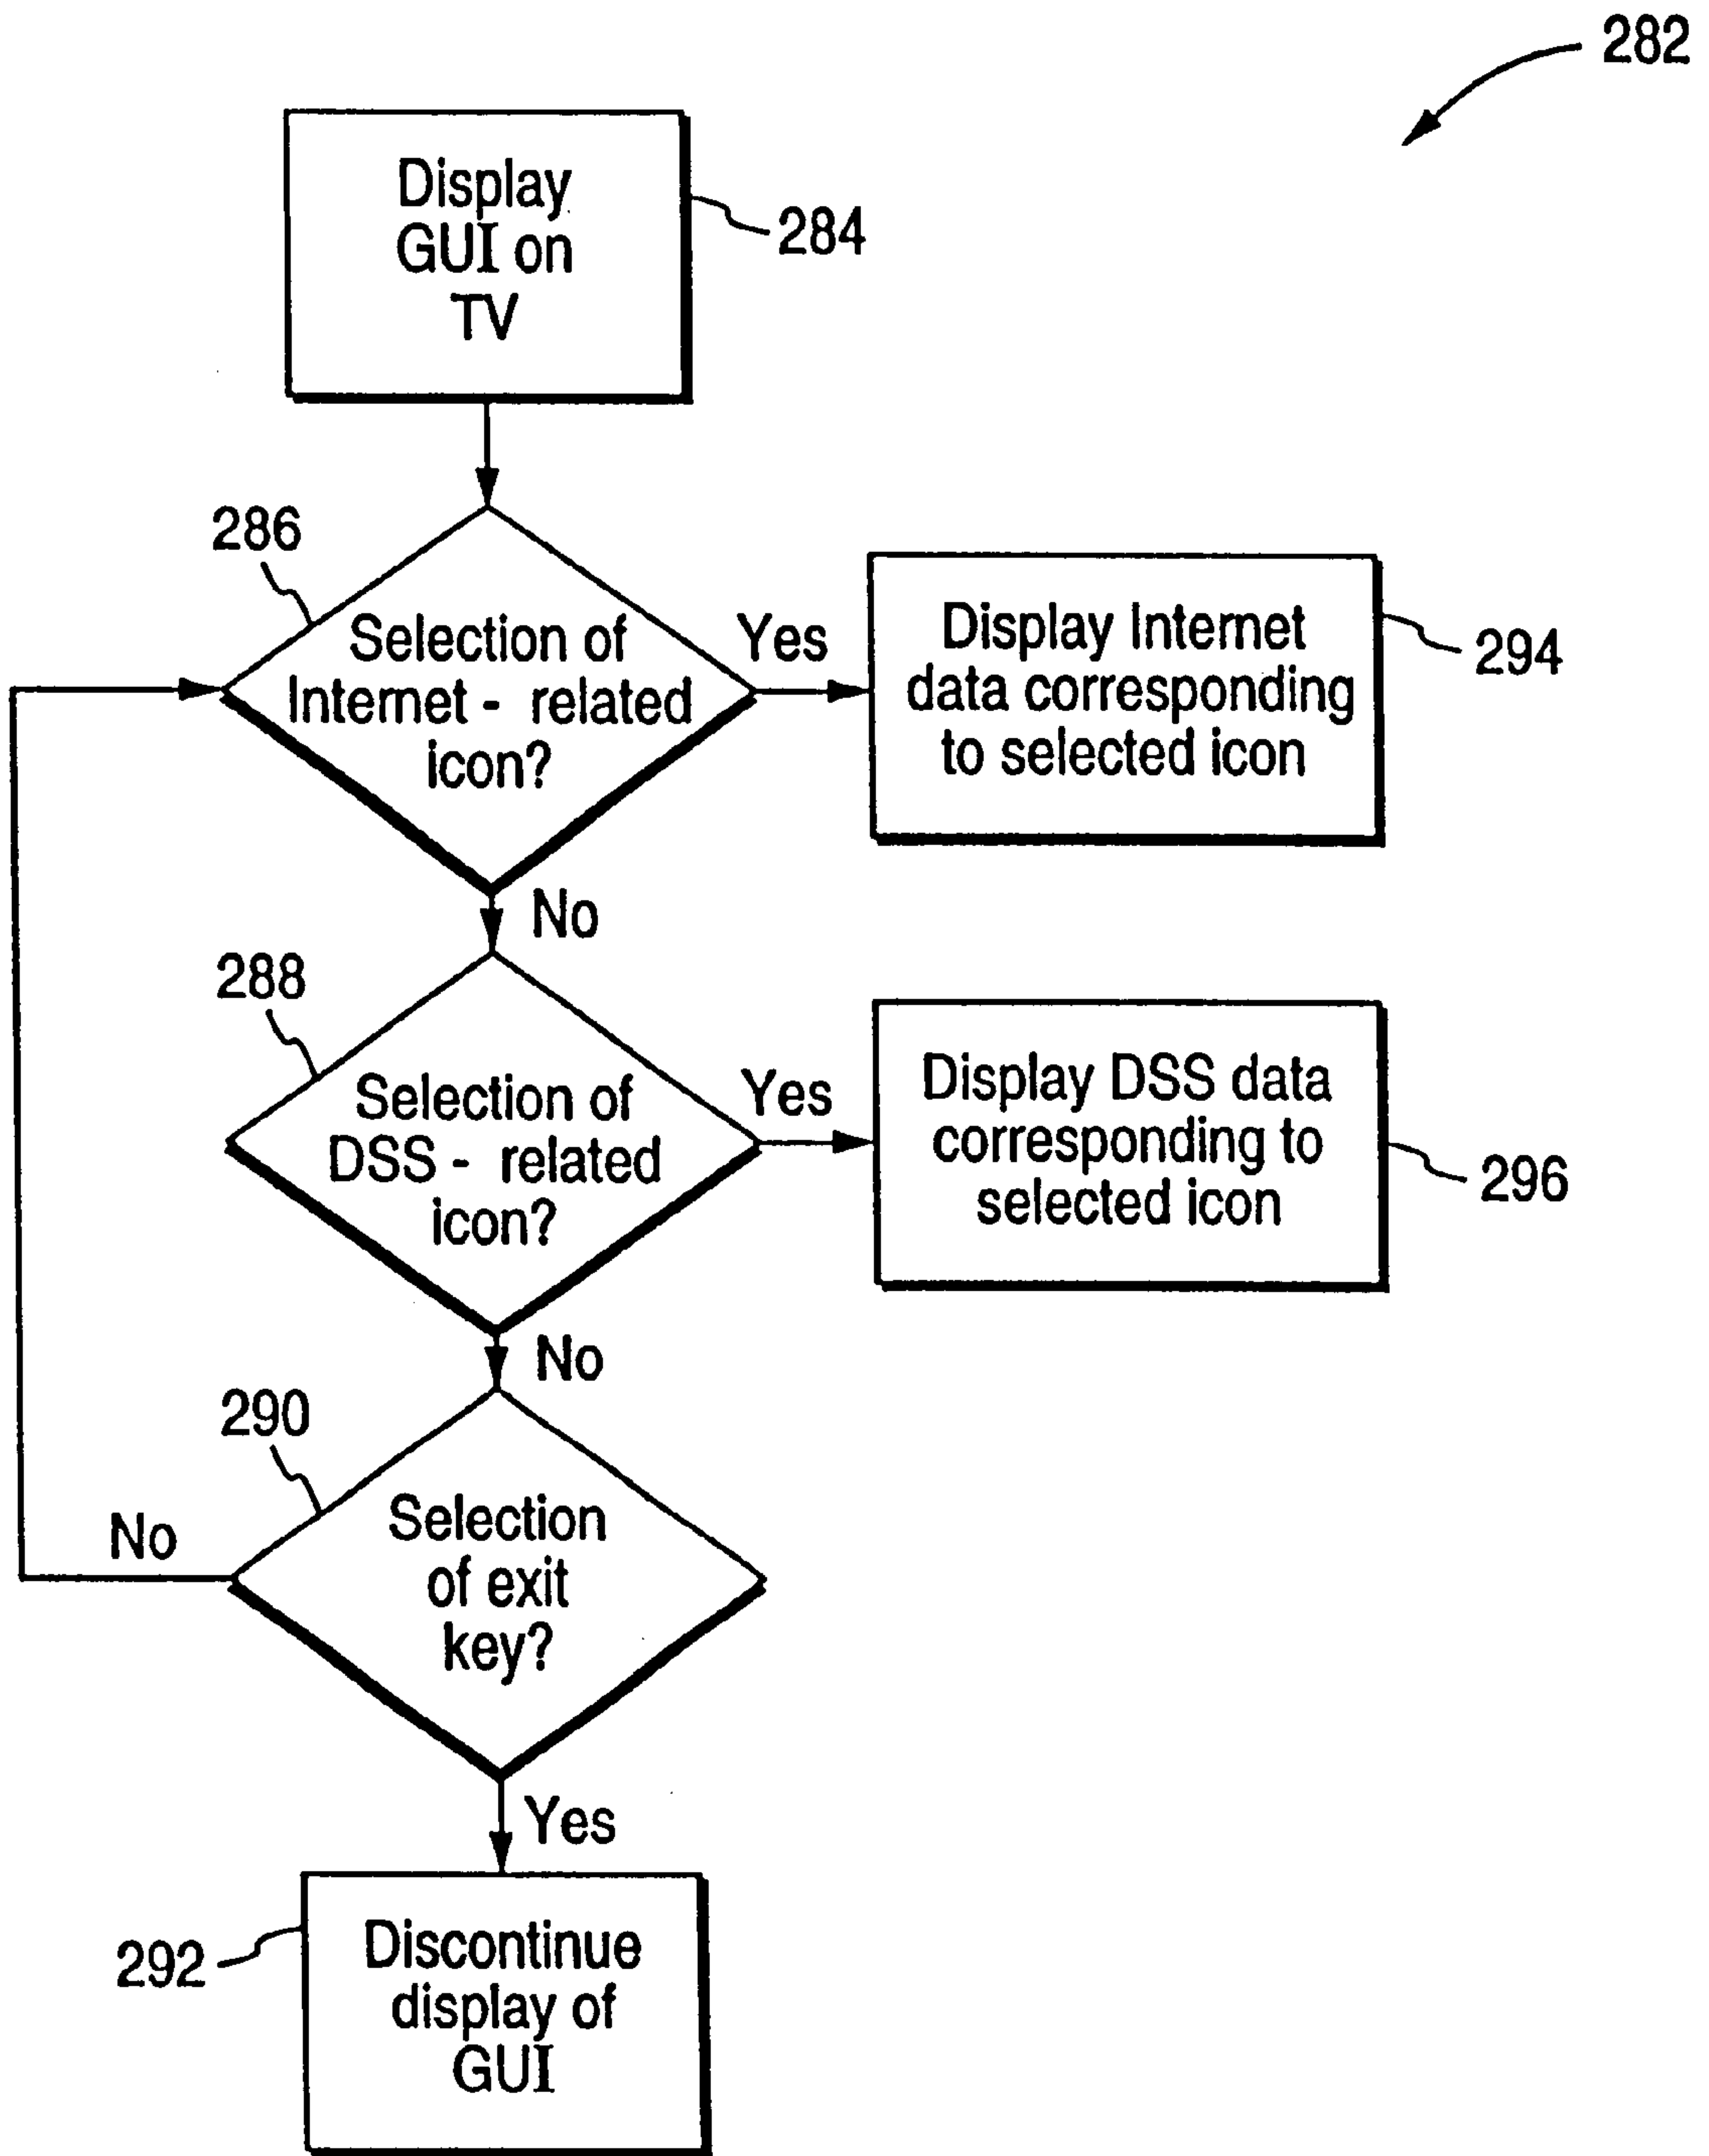 282
Display
GUI on
TV
284
286
Selection of
Internet - related
icon?
Yes
Display Internet
data corresponding
to selected icon
294
No
288
Selection of
DSS - related
icon?
Yes
Display DSS data
corresponding to
selected icon
296
No
290
Selection
of exit
key?
No
Yes
292
Discontinue
display of
GUI